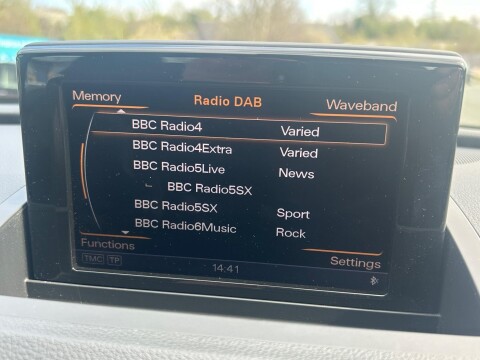 Memory Radio DAB Waveband
BBC Radio4 Varied
BBC Radio4Extra Varied
BBC Radio5Live News
BBC Radio5SX
BBC Radio5SX Sport
BBC Radio6Music Rock
Functions Settings
TMC TP 14:41